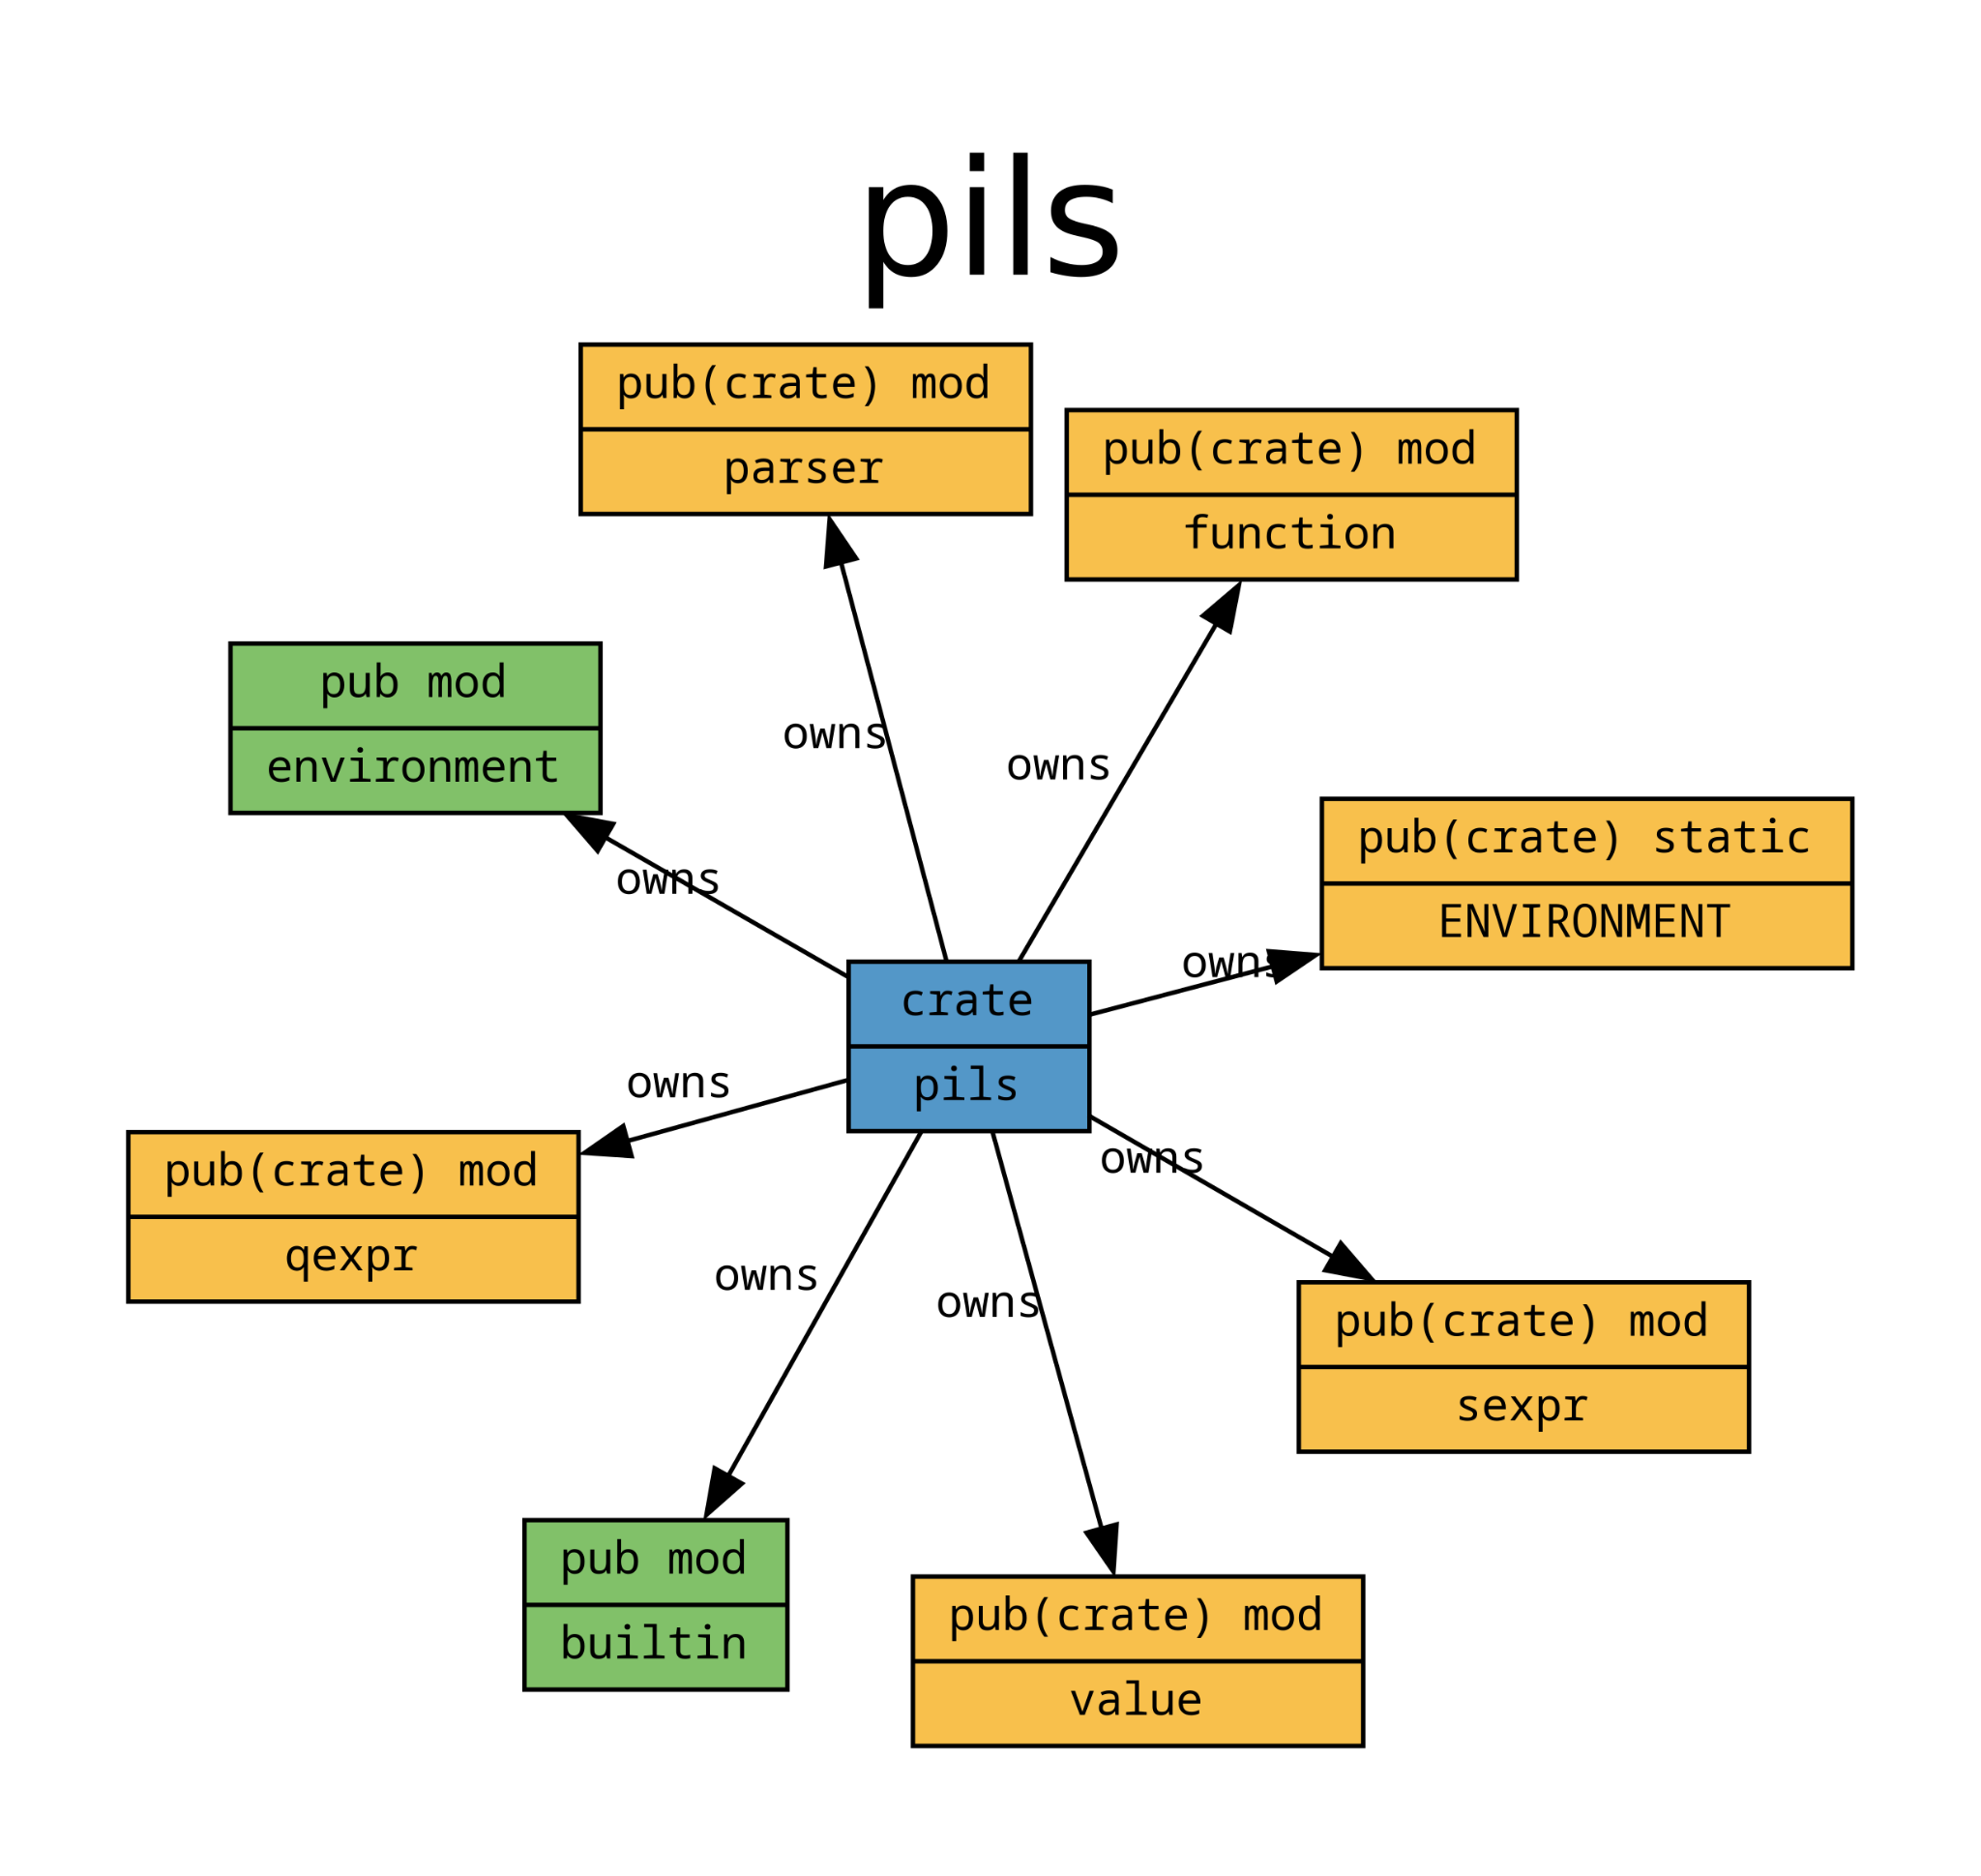 pils
pub(crate) mod
parser
pub(crate) mod
function
pub mod
environment
owns
owns
pub(crate) static
ENVIRONMENT
owns
owns
crate
pils
owns
owns
pub(crate) mod
qexpr
owns
owns
pub(crate) mod
sexpr
pub mod
builtin
pub(crate) mod
value